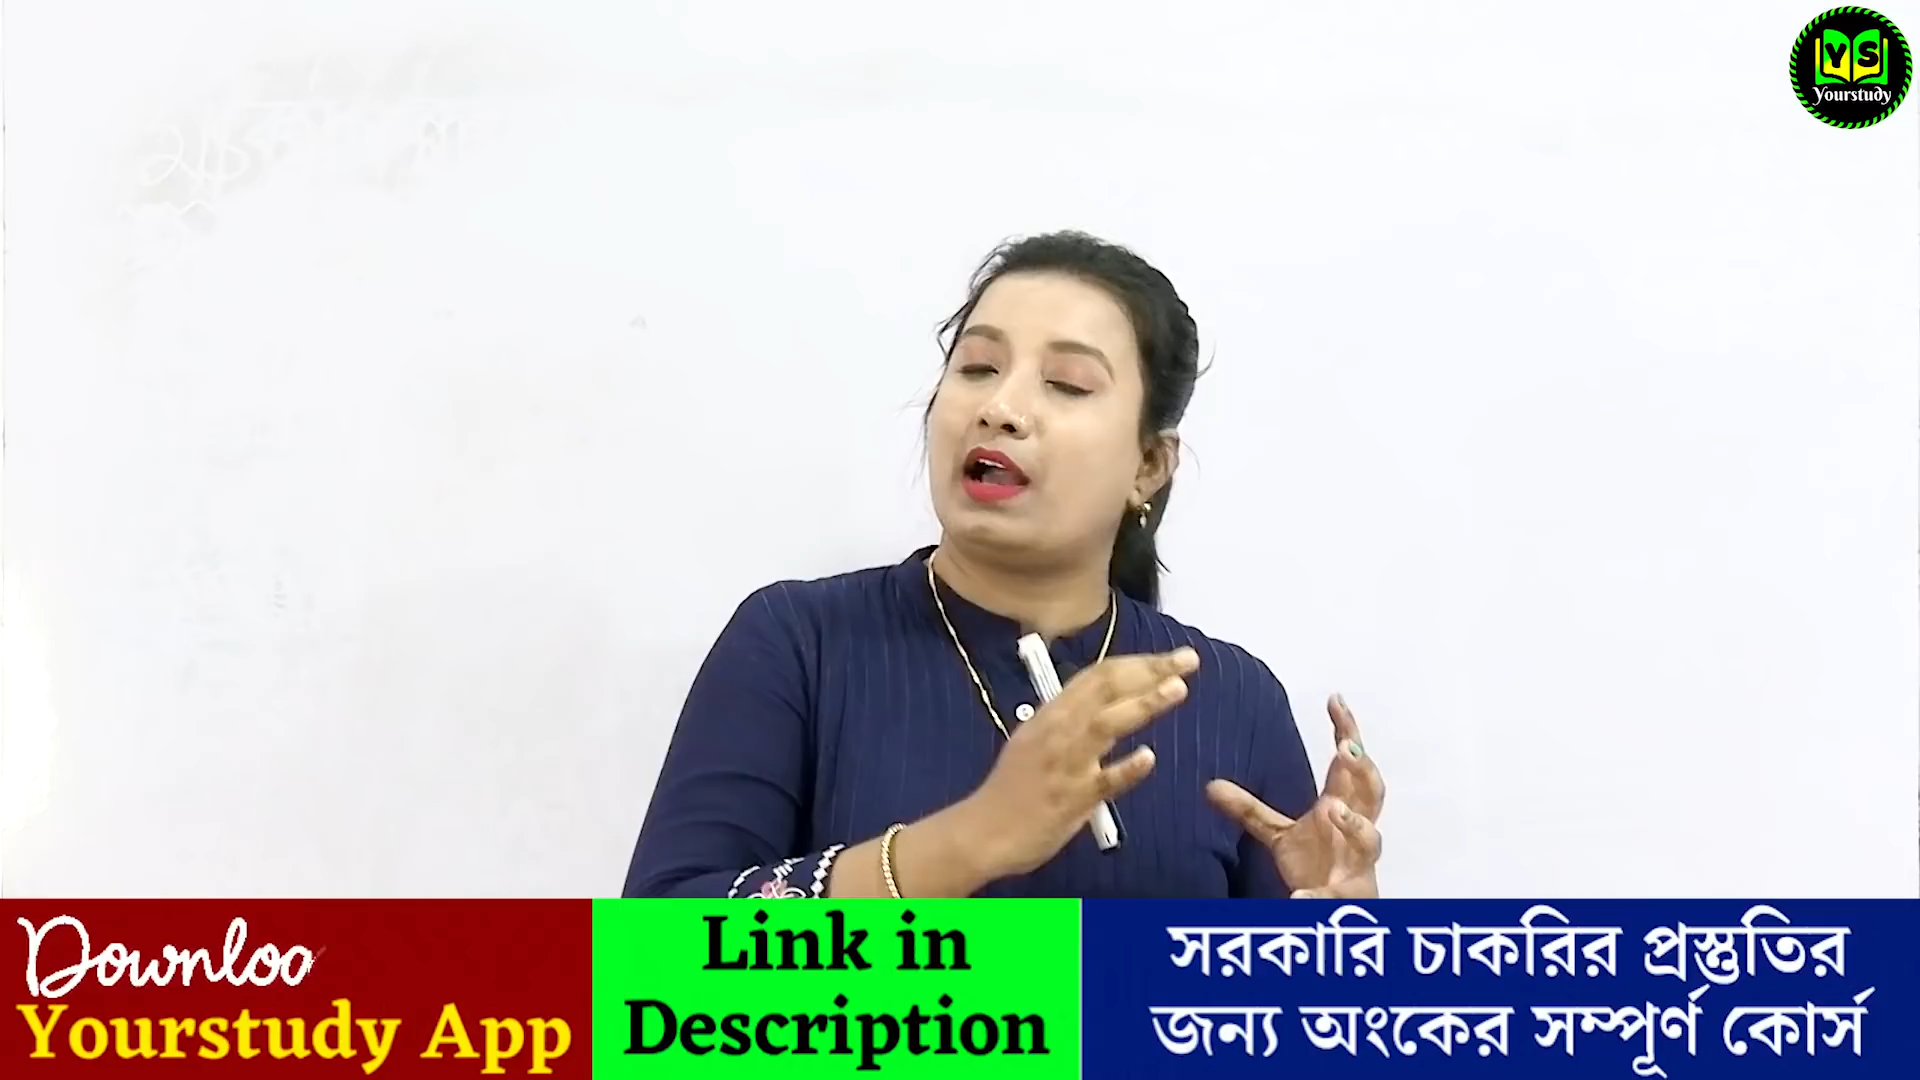 YS
Yourstudy
Downloo
Yourstudy App
Link in
Description
সরকারি চাকরির প্রস্তুতির
জন্য অংকের সম্পূর্ণ কোর্স